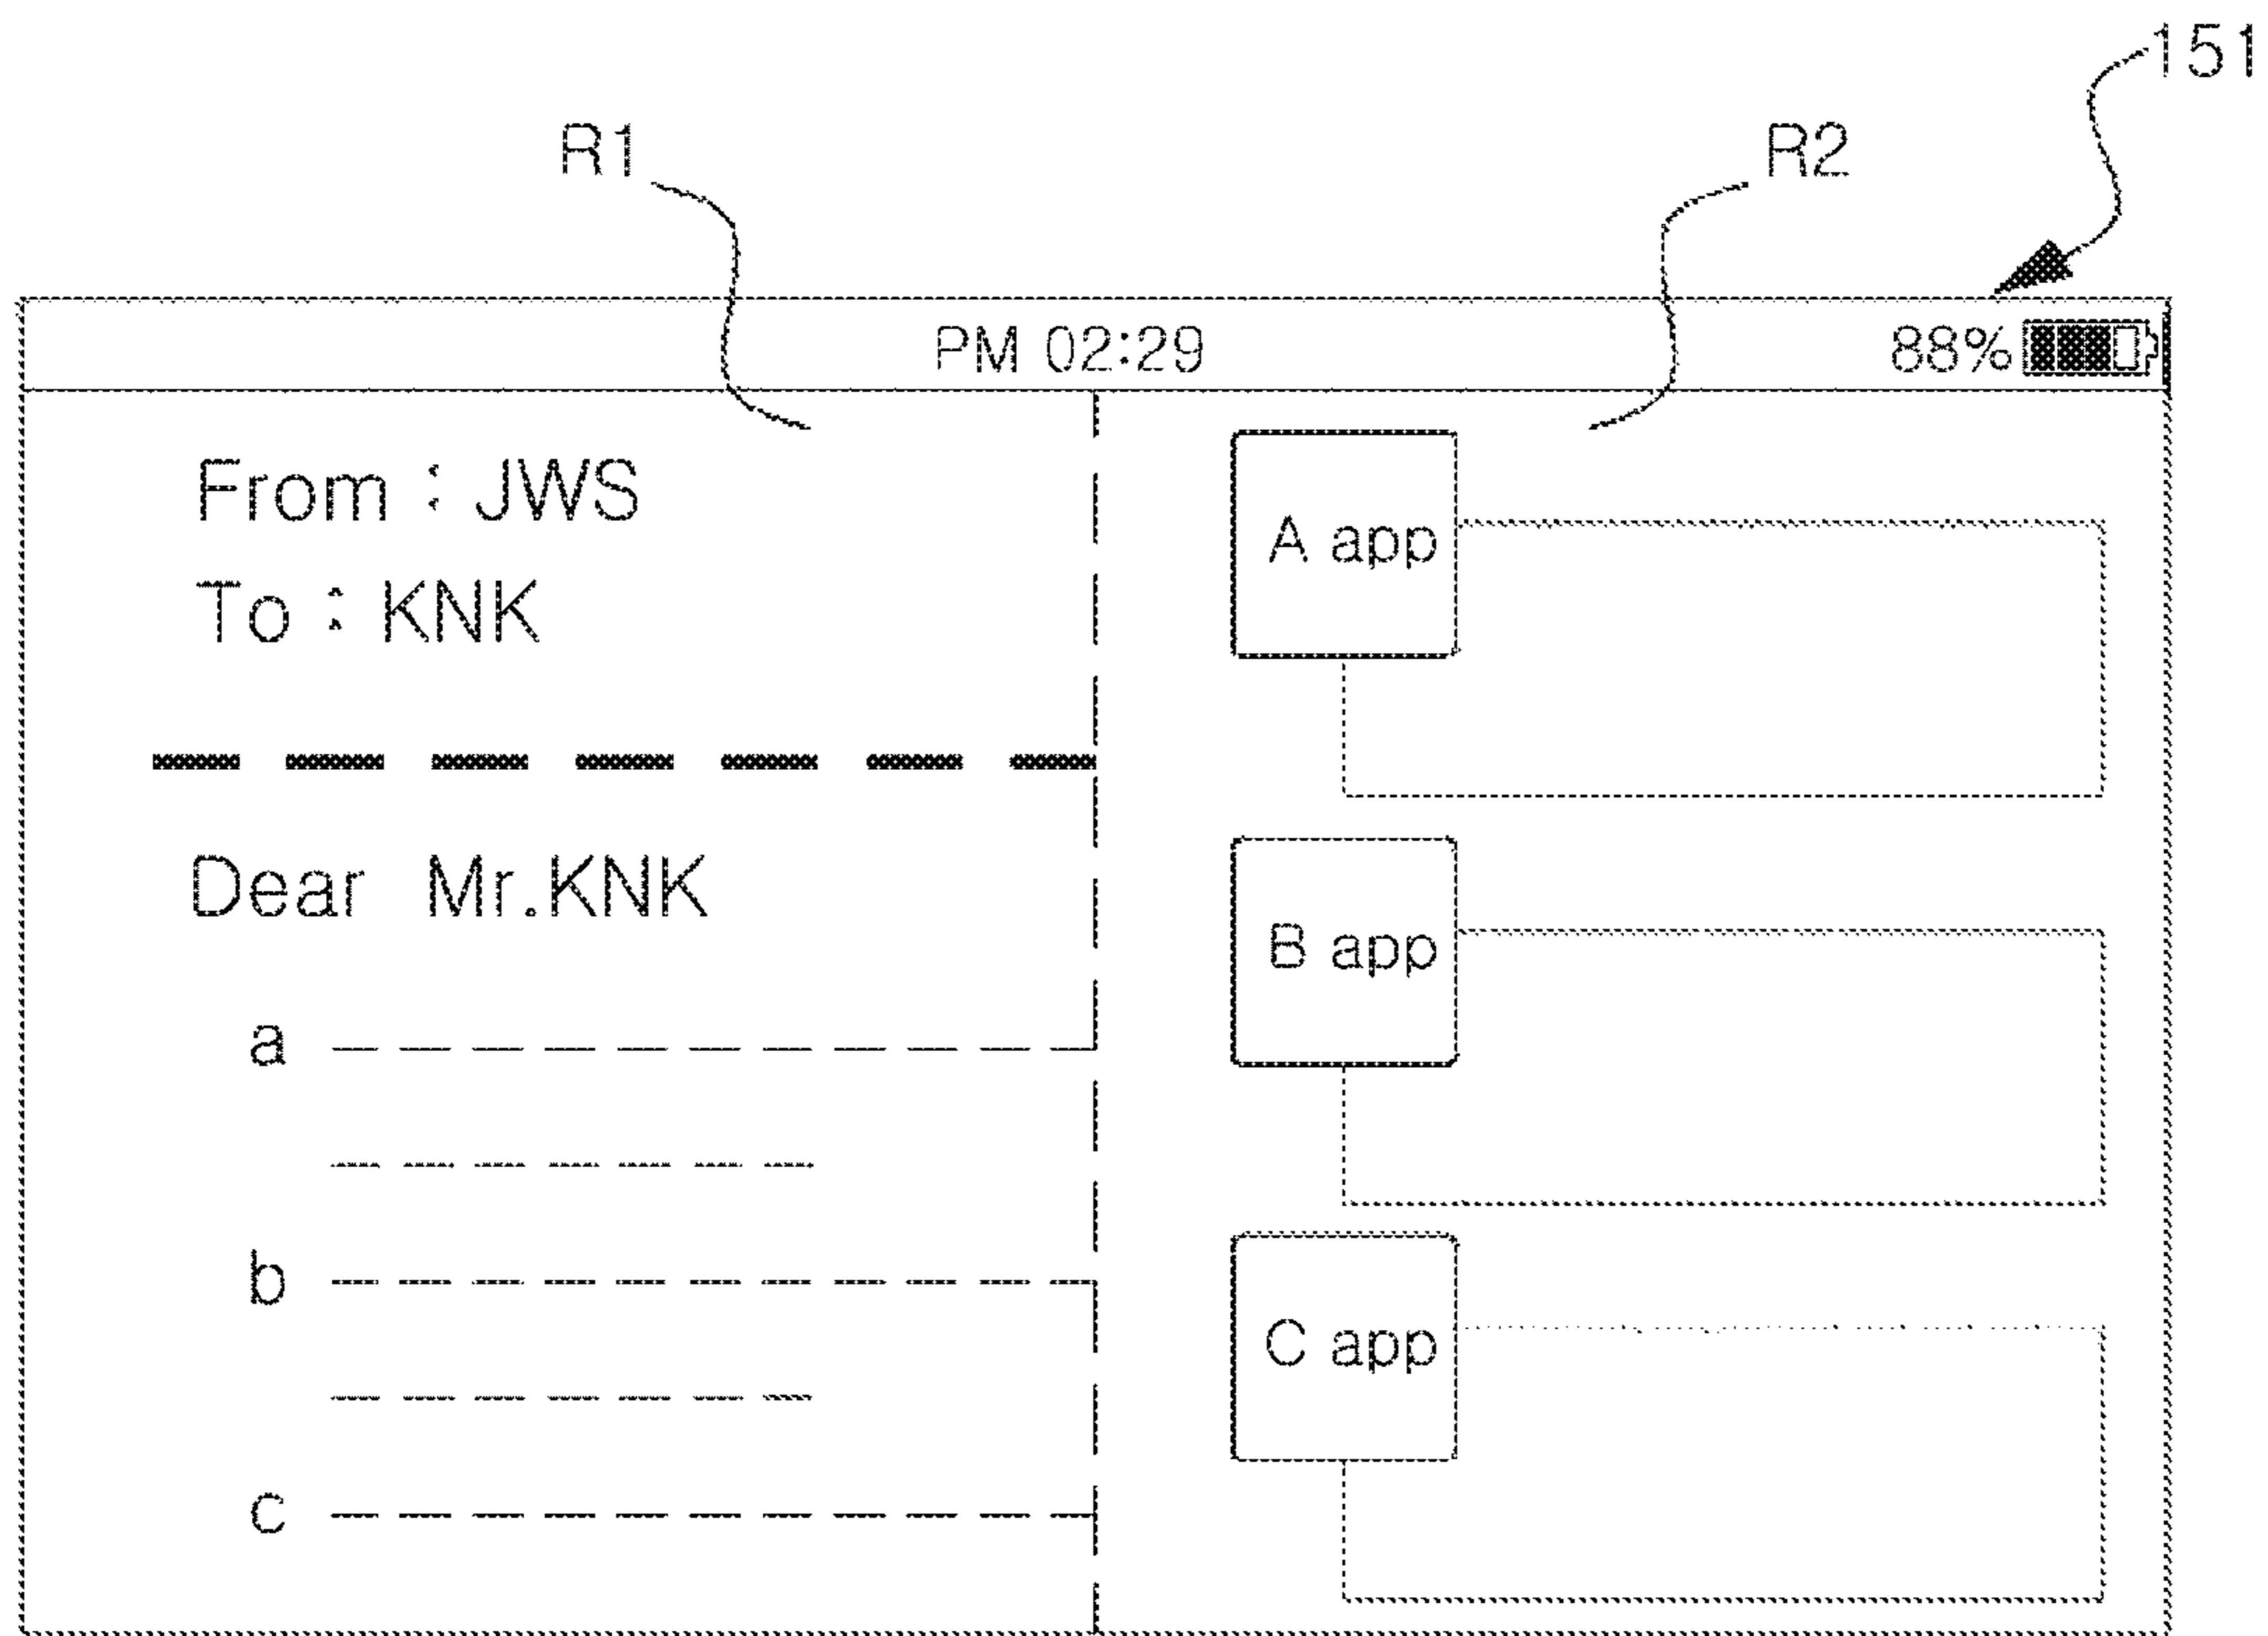 151
R1
R2
PM 02:29
88%
From : JWS
To : KNK
Dear Mr.KNK
a
b
c
A app
B app
C app